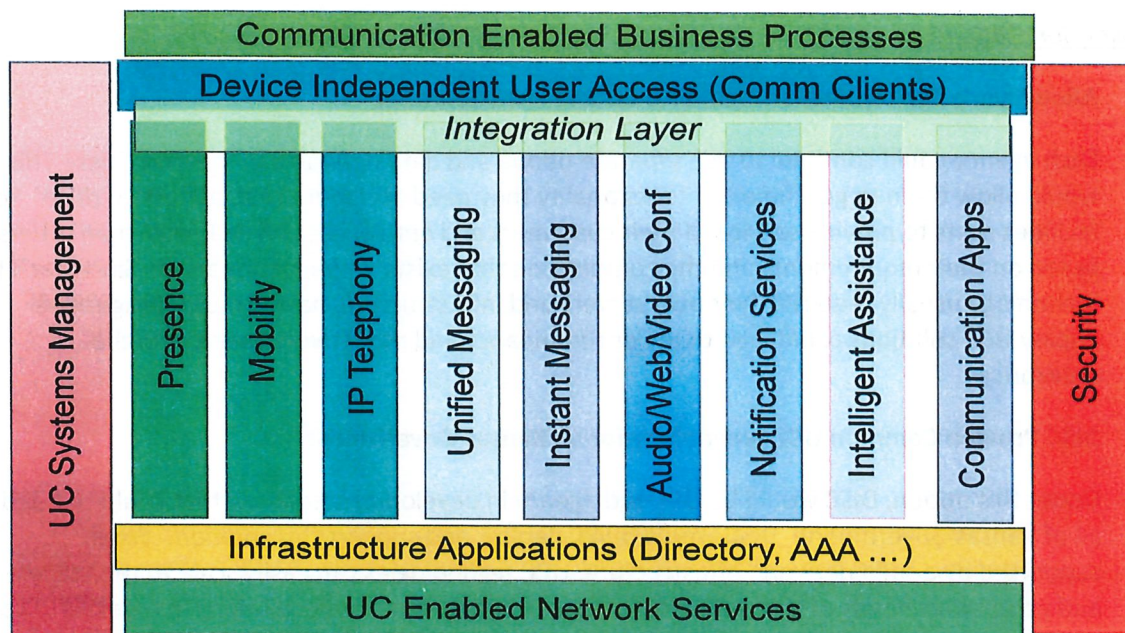 Communication Enabled Business Processes
Device Independent User Access (Comm Clients)
Integration Layer
UC Systems Management
Presence
Mobility
IP Telephony
Unified Messaging
Instant Messaging
Audio/Web/Video Conf
Notification Services
Intelligent Assistance
Communication Apps
Security
Infrastructure Applications (Directory, AAA ...)
UC Enabled Network Services